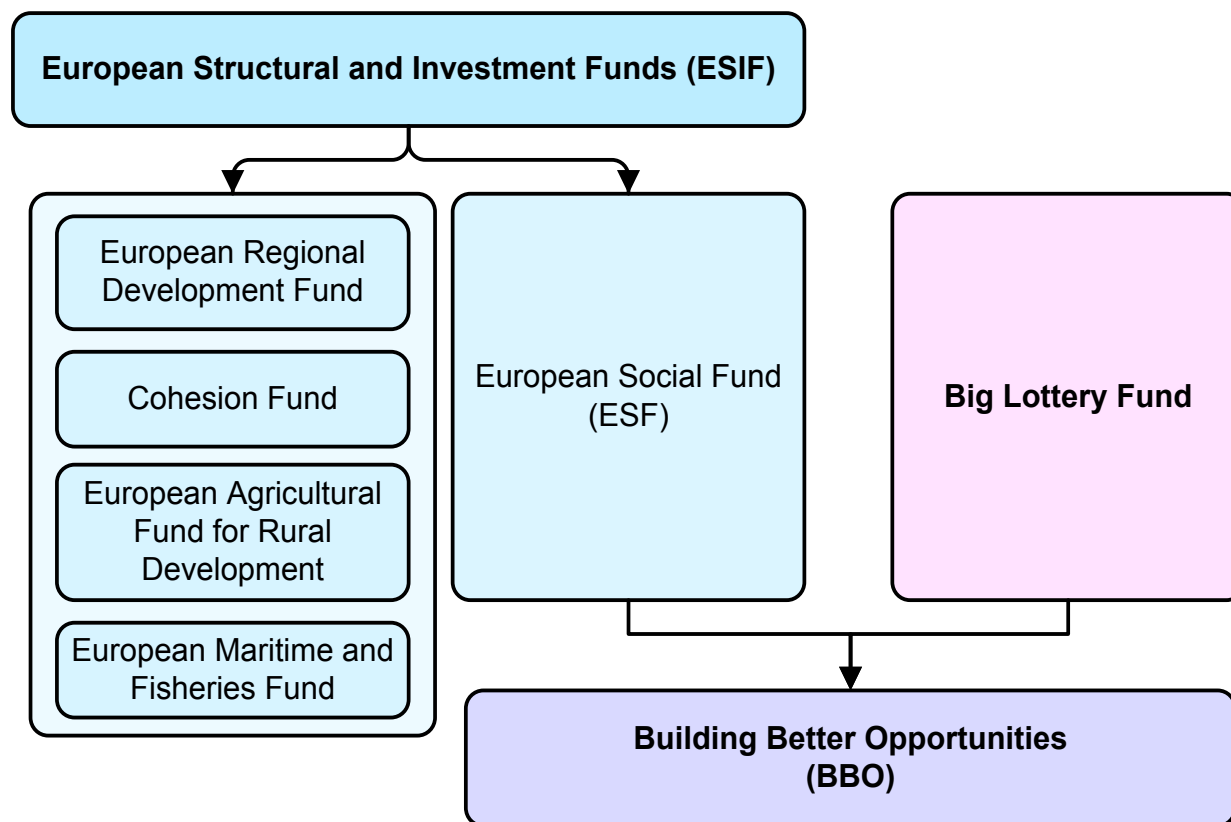 European Structural and Investment Funds (ESIF)
European Regional
Development Fund
Cohesion Fund
European Agricultural
Fund for Rural
Development
European Maritime and
Fisheries Fund
European Social Fund
(ESF)
Big Lottery Fund
Building Better Opportunities
(BBO)